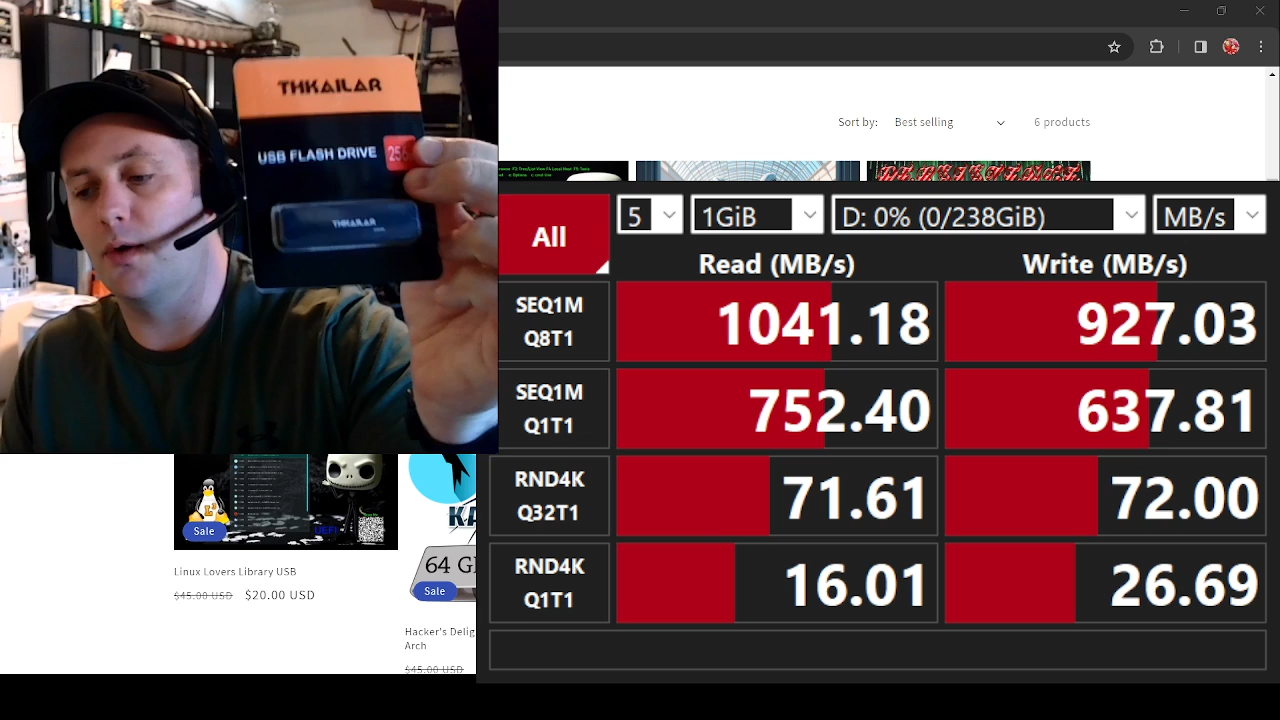 THKAILAR
USB FLASH DRIVE
THKAILAR
Sort by: Best selling 6 products
All 5 1GiB D: 0% (0/238GiB) MB/s
Read (MB/s) Write (MB/s)
SEQ1M
Q8T1 1041.18 927.03
SEQ1M
Q1T1 752.40 637.81
RND4K
Q32T1 71.61 72.00
RND4K
Q1T1 16.01 26.69
Sale
Linux Lovers Library USB
$45.00 USD $20.00 USD
KA
64 G
Sale
Hacker's Delig
Arch
$45.00 USD